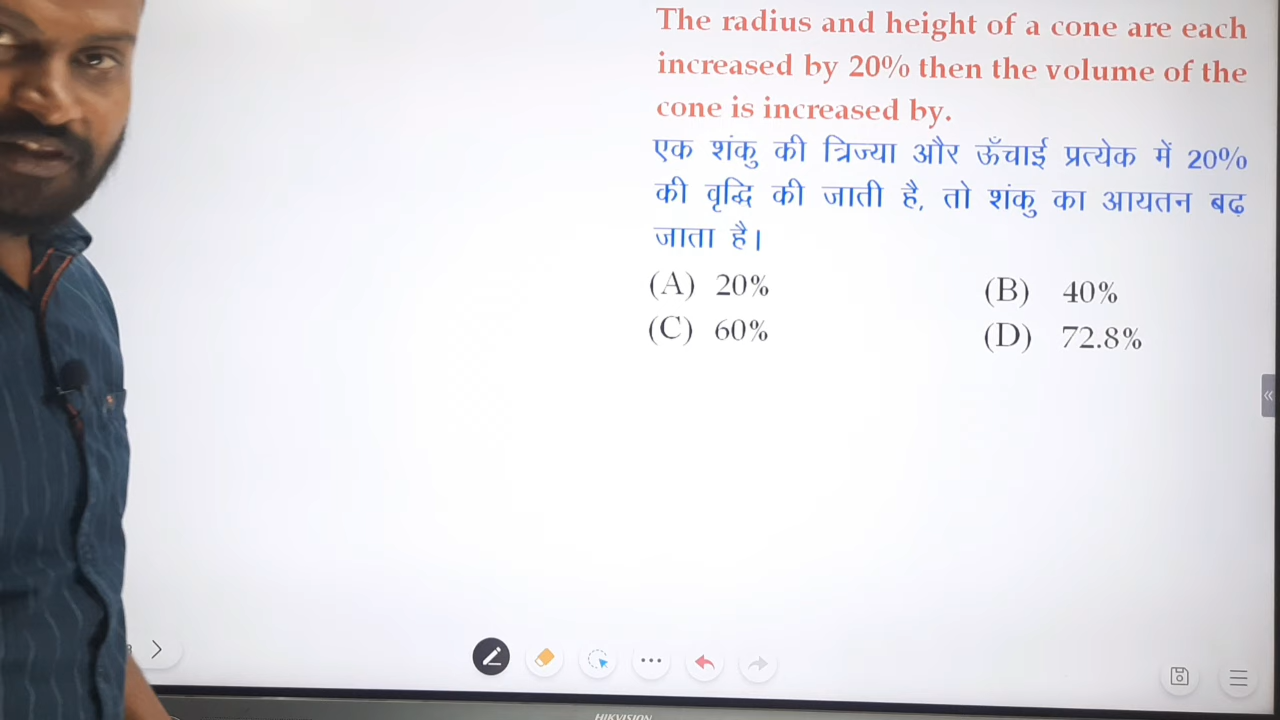 The radius and height of a cone are each
increased by 20% then the volume of the
cone is increased by.
एक शंकु की त्रिज्या और ऊँचाई प्रत्येक में 20%
की वृद्धि की जाती है, तो शंकु का आयतन बढ़
जाता है।
(A) 20% (B) 40%
(C) 60% (D) 72.8%
HIKVISION